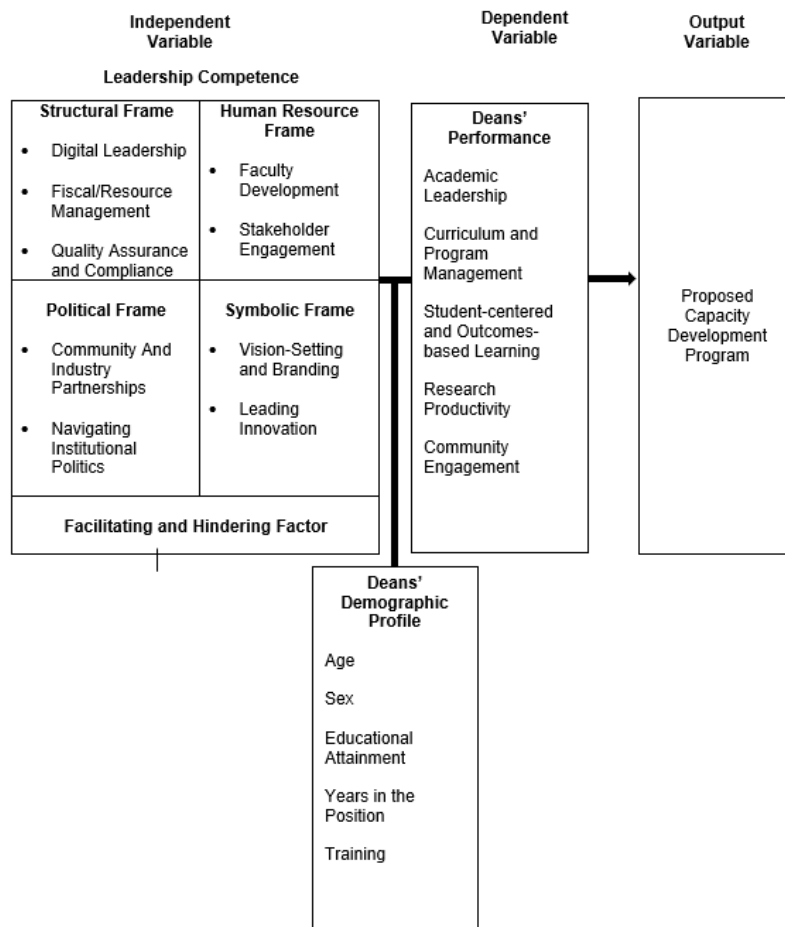 Independent
Variable
Dependent
Variable
Output
Variable
Leadership Competence
Structural Frame
• Digital Leadership
• Fiscal/Resource
Management
• Quality Assurance
and Compliance
Human Resource
Frame
• Faculty
Development
• Stakeholder
Engagement
Political Frame
• Community And
Industry
Partnerships
• Navigating
Institutional
Politics
Symbolic Frame
• Vision-Setting
and Branding
• Leading
Innovation
Facilitating and Hindering Factor
Deans'
Performance
Academic
Leadership
Curriculum and
Program
Management
Student-centered
and Outcomes-
based Learning
Research
Productivity
Community
Engagement
Proposed
Capacity
Development
Program
Deans'
Demographic
Profile
Age
Sex
Educational
Attainment
Years in the
Position
Training